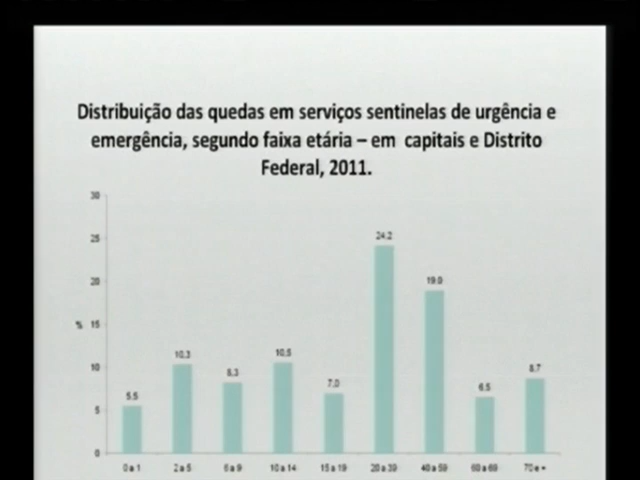 Distribuição das quedas em serviços sentinelas de urgência e
emergência, segundo faixa etária – em capitais e Distrito
Federal, 2011.
30
25
20
15
10
5
0
%
5.5
10.3
8.3
10.5
7.0
24.2
19.0
6.5
8.7
0 a 1
2 a 5
6 a 9
10 a 14
15 a 19
20 a 39
40 a 59
60 a 69
70 e +